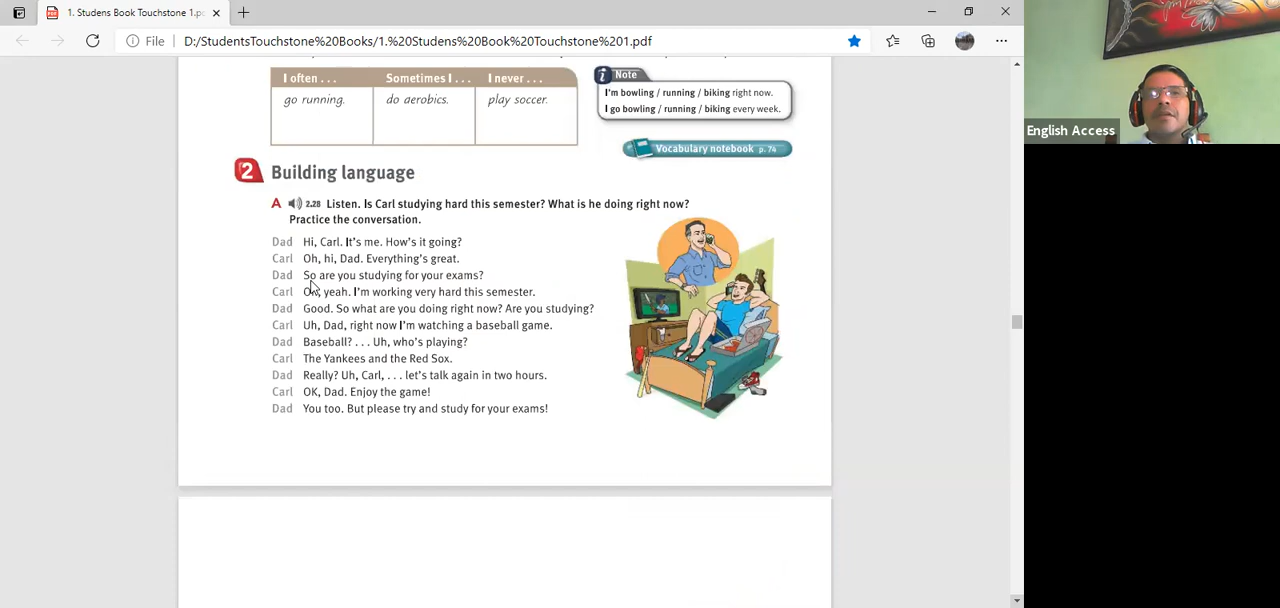 1. Studens Book Touchstone 1.pc
File D:/StudentsTouchstone%20Books/1.%20Studens%20Book%20Touchstone%201.pdf
I often . . . Sometimes I . . . I never . . .
go running. do aerobics. play soccer.
i Note
I'm bowling / running / biking right now.
I go bowling / running / biking every week.
Vocabulary notebook p. 74
English Access
2 Building language
A 2.28 Listen. Is Carl studying hard this semester? What is he doing right now?
Practice the conversation.
Dad Hi, Carl. It's me. How's it going?
Carl Oh, hi, Dad. Everything's great.
Dad So are you studying for your exams?
Carl Oh, yeah. I'm working very hard this semester.
Dad Good. So what are you doing right now? Are you studying?
Carl Uh, Dad, right now I'm watching a baseball game.
Dad Baseball? . . . Uh, who's playing?
Carl The Yankees and the Red Sox.
Dad Really? Uh, Carl, . . . let's talk again in two hours.
Carl OK, Dad. Enjoy the game!
Dad You too. But please try and study for your exams!